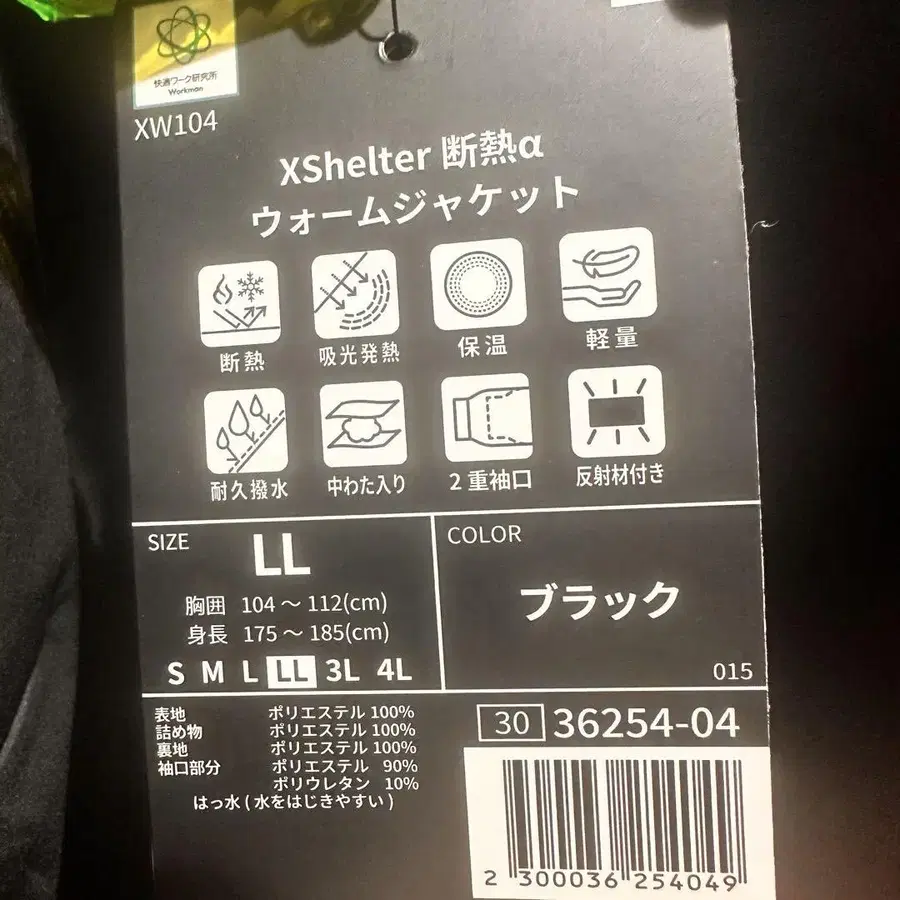 快適ワーク研究所
Workman
XW104
XShelter 断熱α
ウォームジャケット
断熱 吸光発熱 保温 軽量
耐久撥水 中わた入り 2重袖口 反射材付き
SIZE
LL
胸囲 104～112(cm)
身長 175～185(cm)
S M L LL 3L 4L
COLOR
ブラック
015
表地 ポリエステル 100%
詰め物 ポリエステル 100%
裏地 ポリエステル 100%
袖口部分 ポリエステル 90%
ポリウレタン 10%
はっ水(水をはじきやすい)
30 36254-04
2 300036 254049